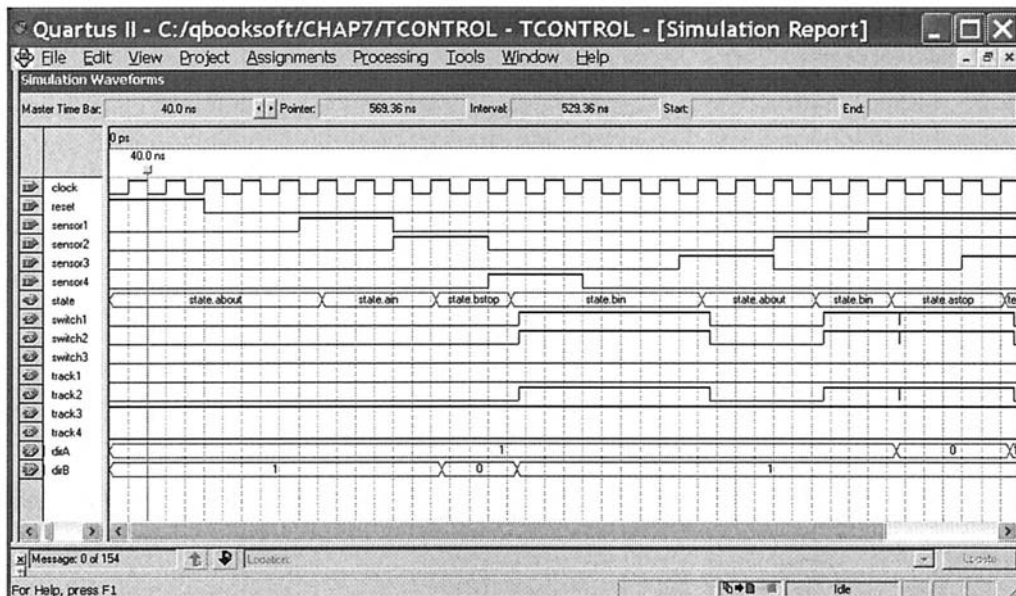 Quartus II - C:/qbooksoft/CHAP7/TCONTROL - TCONTROL - [Simulation Report]
File Edit View Project Assignments Processing Tools Window Help
Simulation Waveforms
Master Time Bar: 40.0 ns Pointer: 569.36 ns Interval: 529.36 ns Start: End:
0 ps
40.0 ns
clock
reset
sensor1
sensor2
sensor3
sensor4
state state.about state.ain state.bstop state.bin state.about state.bin state.astop
switch1
switch2
switch3
track1
track2
track3
track4
dirA 1 0
dirB 1 0 1
Message: 0 of 154 Location: Locate
For Help, press F1 Idle